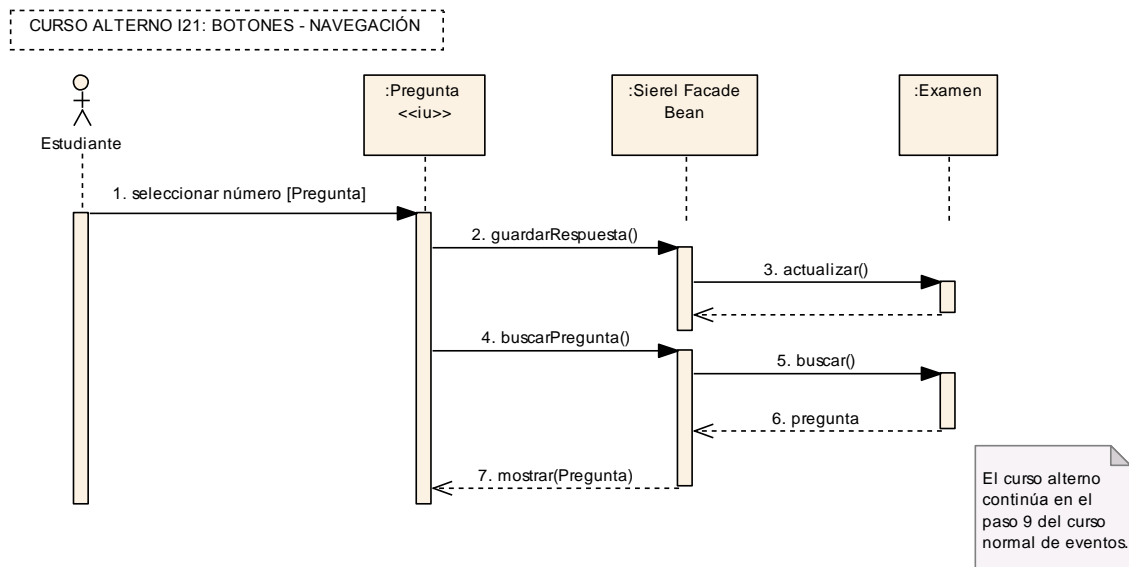 CURSO ALTERNO I21: BOTONES - NAVEGACIÓN
Estudiante
:Pregunta
<<iu>>
:Sierel Facade
Bean
:Examen
1. seleccionar número [Pregunta]
2. guardarRespuesta()
3. actualizar()
4. buscarPregunta()
5. buscar()
6. pregunta
7. mostrar(Pregunta)
El curso alterno
continúa en el
paso 9 del curso
normal de eventos.